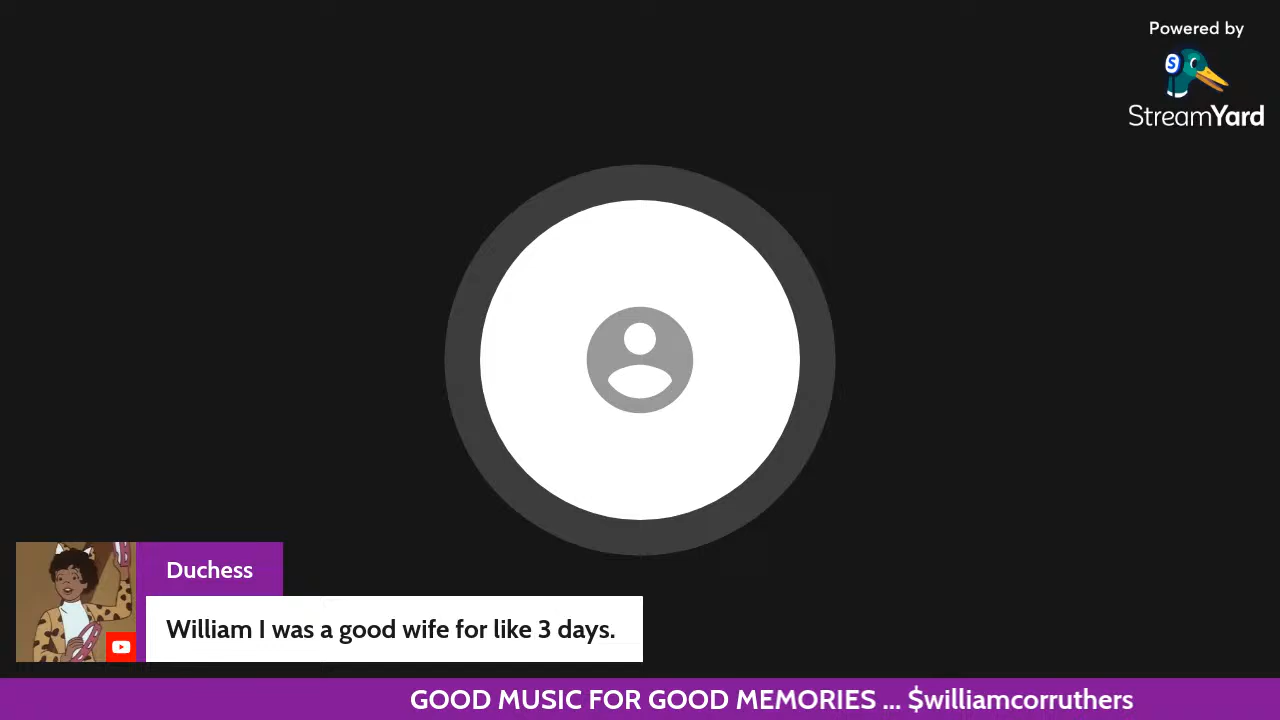 Powered by
StreamYard
Duchess
William I was a good wife for like 3 days.
GOOD MUSIC FOR GOOD MEMORIES ... $williamcorruthers